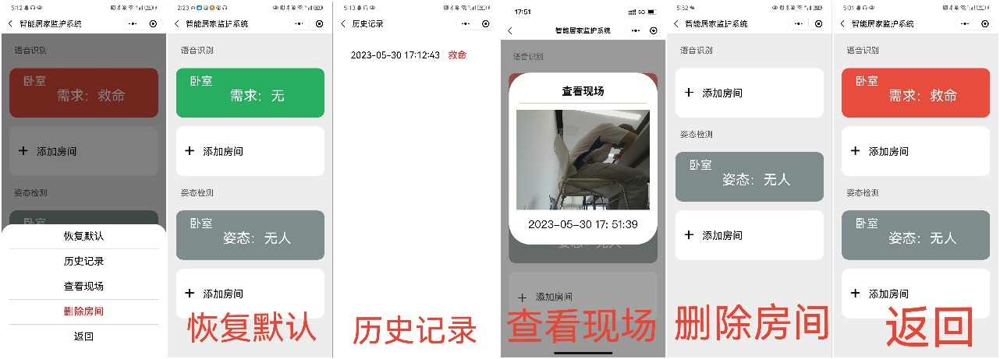 5:12
智能居家监护系统
语音识别
卧室
需求：救命
+ 添加房间
姿态检测
卧室
恢复默认
历史记录
查看现场
删除房间
返回
2:23
智能居家监护系统
语音识别
卧室
需求：无
+ 添加房间
姿态检测
卧室
姿态：无人
+ 添加房间
恢复默认
5:13
历史记录
2023-05-30 17:12:43 救命
历史记录
17:51
5G
智能居家监护系统
语音识别
查看现场
2023-05-30 17: 51:39
姿态：无人
+ 添加房间
查看现场
5:52
智能居家监护系统
语音识别
+ 添加房间
姿态检测
卧室
姿态：无人
+ 添加房间
删除房间
5:01
智能居家监护系统
语音识别
卧室
需求：救命
+ 添加房间
姿态检测
卧室
姿态：无人
+ 添加房间
返回